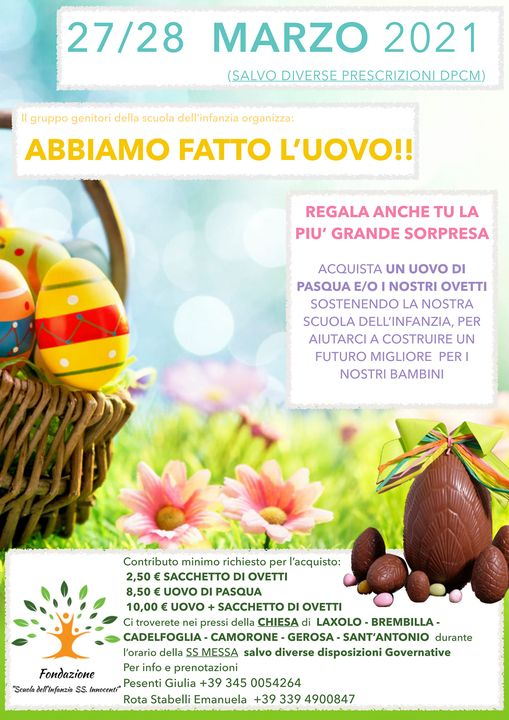 27/28 MARZO 2021
(SALVO DIVERSE PRESCRIZIONI DPCM)
Il gruppo genitori della scuola dell'infanzia organizza:
ABBIAMO FATTO L'UOVO!!
REGALA ANCHE TU LA
PIU' GRANDE SORPRESA
ACQUISTA UN UOVO DI
PASQUA E/O I NOSTRI OVETTI
SOSTENENDO LA NOSTRA
SCUOLA DELL'INFANZIA, PER
AIUTARCI A COSTRUIRE UN
FUTURO MIGLIORE PER I
NOSTRI BAMBINI
Contributo minimo richiesto per l'acquisto:
2,50 € SACCHETTO DI OVETTI
8,50 € UOVO DI PASQUA
10,00 € UOVO + SACCHETTO DI OVETTI
Ci troverete nei pressi della CHIESA di LAXOLO - BREMBILLA -
CADELFOGLIA - CAMORONE - GEROSA - SANT'ANTONIO durante
l'orario della SS MESSA salvo diverse disposizioni Governative
Per info e prenotazioni
Pesenti Giulia +39 345 0054264
Rota Stabelli Emanuela +39 339 4900847
Fondazione
"Scuola dell'Infanzia SS. Innocenti"